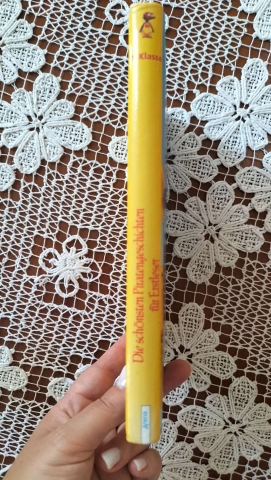 Klasse
Die schönsten Piratengeschichten
für Erstleser